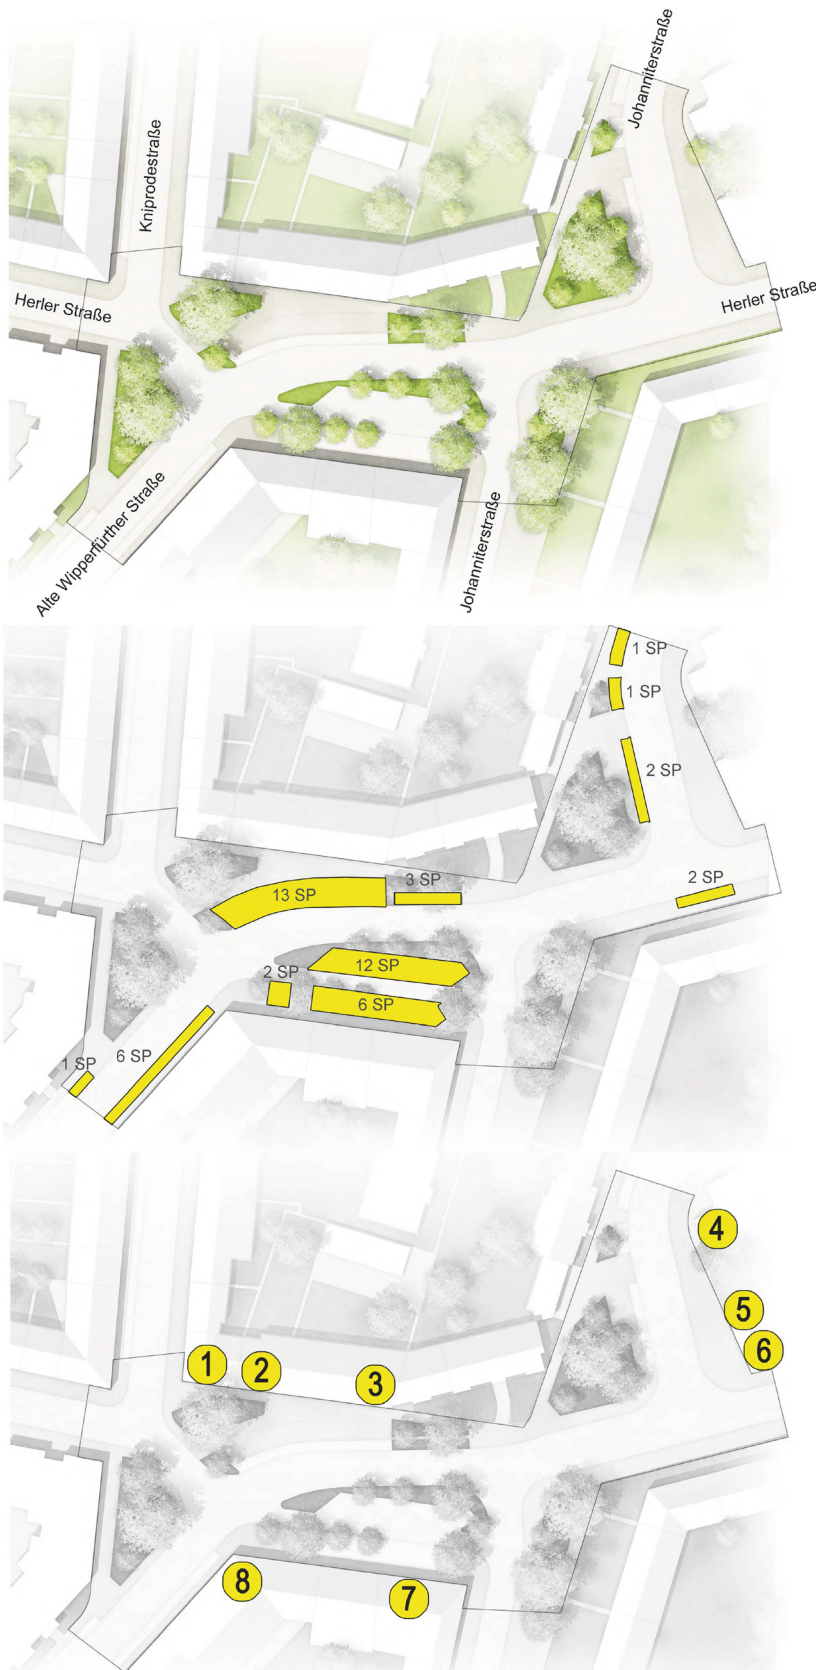 Johanniterstraße
Kniprodestraße
Herler Straße
Herler Straße
Alte Wipperfürther Straße
Johanniterstraße
1 SP
1 SP
2 SP
3 SP
2 SP
13 SP
12 SP
2 SP
6 SP
1 SP
6 SP
4
5
6
1
2
3
8
7